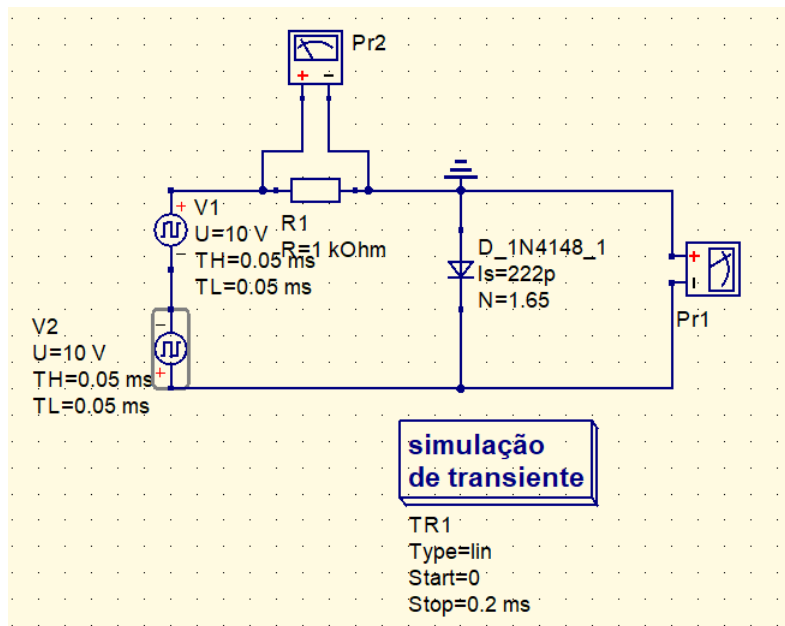 Pr2
V1
U=10 V
TH=0.05 ms
TL=0.05 ms
R1
R=1 kOhm
D_1N4148_1
Is=222p
N=1.65
Pr1
V2
U=10 V
TH=0.05 ms
TL=0.05 ms
simulação
de transiente
TR1
Type=lin
Start=0
Stop=0.2 ms